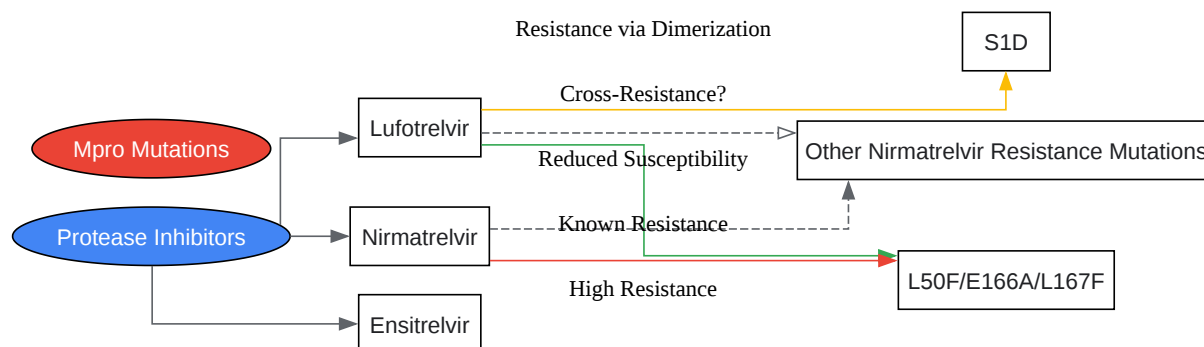 Resistance via Dimerization
S1D
Cross-Resistance?
Lufotrelvir
Mpro Mutations
Other Nirmatrelvir Resistance Mutations
Reduced Susceptibility
Protease Inhibitors
Nirmatrelvir
Known Resistance
L50F/E166A/L167F
High Resistance
Ensitrelvir